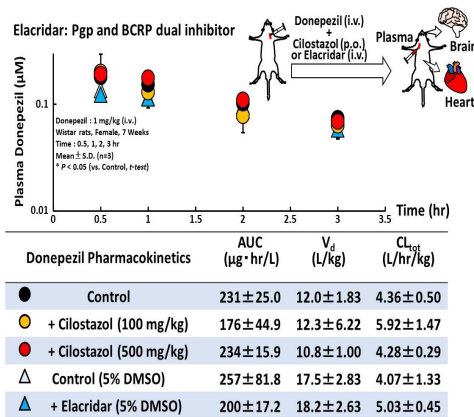 Elacridar: Pgp and BCRP dual inhibitor
Donepezil (i.v.)
+
Cilostazol (p.o.)
or Elacridar (i.v.)
Plasma
Brain
Heart
Plasma Donepezil (μM)
0.1
0.01
Donepezil : 1 mg/kg (i.v.)
Wistar rats, Female, 7 Weeks
Time : 0.5, 1, 2, 3 hr
Mean±S.D. (n=3)
* P < 0.05 (vs. Control, t-test)
0 0.5 1 1.5 2 2.5 3 3.5
Time (hr)
Donepezil Pharmacokinetics AUC (μg·hr/L) Vd (L/kg) CLtot (L/hr/kg)
Control 231±25.0 12.0±1.83 4.36±0.50
+ Cilostazol (100 mg/kg) 176±44.9 12.3±6.22 5.92±1.47
+ Cilostazol (500 mg/kg) 234±15.9 10.8±1.00 4.28±0.29
Control (5% DMSO) 257±81.8 17.5±2.83 4.07±1.33
+ Elacridar (5% DMSO) 200±17.2 18.2±2.63 5.03±0.45